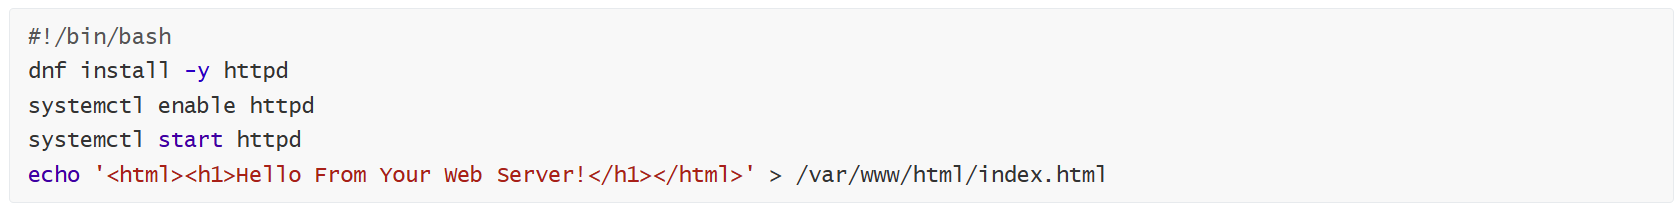 #!/bin/bash
dnf install -y httpd
systemctl enable httpd
systemctl start httpd
echo '<html><h1>Hello From Your Web Server!</h1></html>' > /var/www/html/index.html